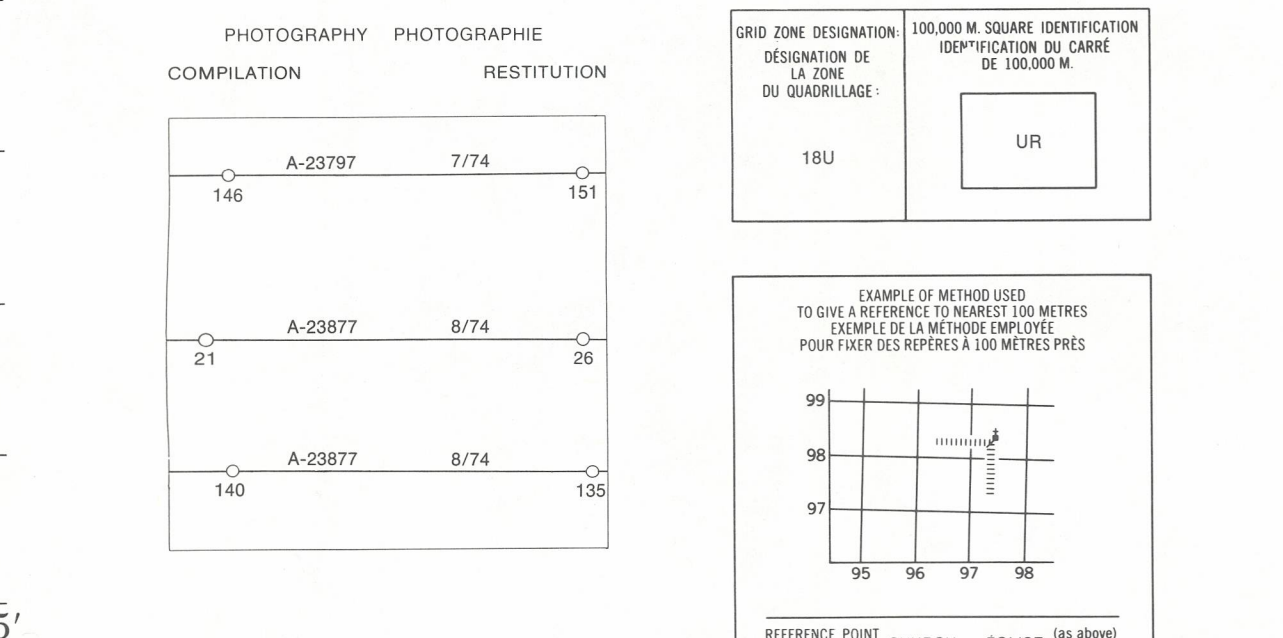 PHOTOGRAPHY PHOTOGRAPHIE
COMPILATION RESTITUTION
A-23797 7/74
146 151
A-23877 8/74
21 26
A-23877 8/74
140 135
5'
GRID ZONE DESIGNATION:
DÉSIGNATION DE
LA ZONE
DU QUADRILLAGE:
18U
100,000 M. SQUARE IDENTIFICATION
IDENTIFICATION DU CARRÉ
DE 100,000 M.
UR
EXAMPLE OF METHOD USED
TO GIVE A REFERENCE TO NEAREST 100 METRES
EXEMPLE DE LA MÉTHODE EMPLOYÉE
POUR FIXER DES REPÈRES À 100 MÈTRES PRÈS
99
98
97
95 96 97 98
REFERENCE POINT (as above)